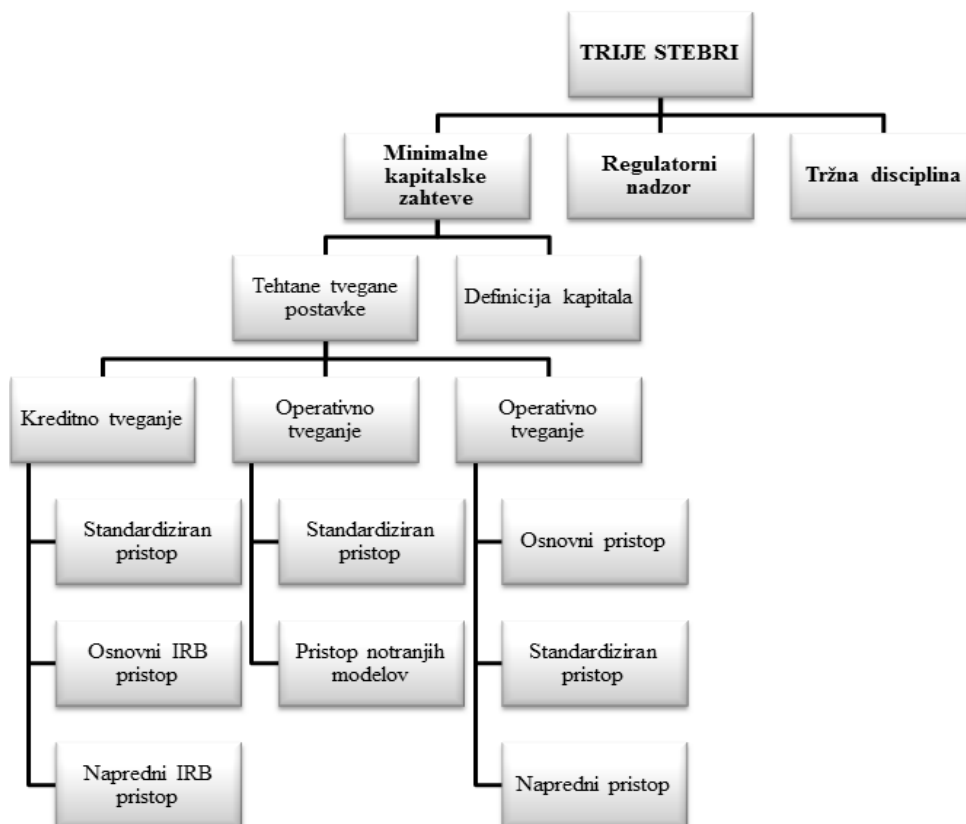 TRIJE STEBRI
Minimalne
kapitalske
zahteve
Regulatorni
nadzor
Tržna disciplina
Tehtane tvegane
postavke
Definicija kapitala
Kreditno tveganje
Operativno
tveganje
Operativno
tveganje
Standardiziran
pristop
Standardiziran
pristop
Osnovni pristop
Osnovni IRB
pristop
Pristop notranjih
modelov
Standardiziran
pristop
Napredni IRB
pristop
Napredni pristop